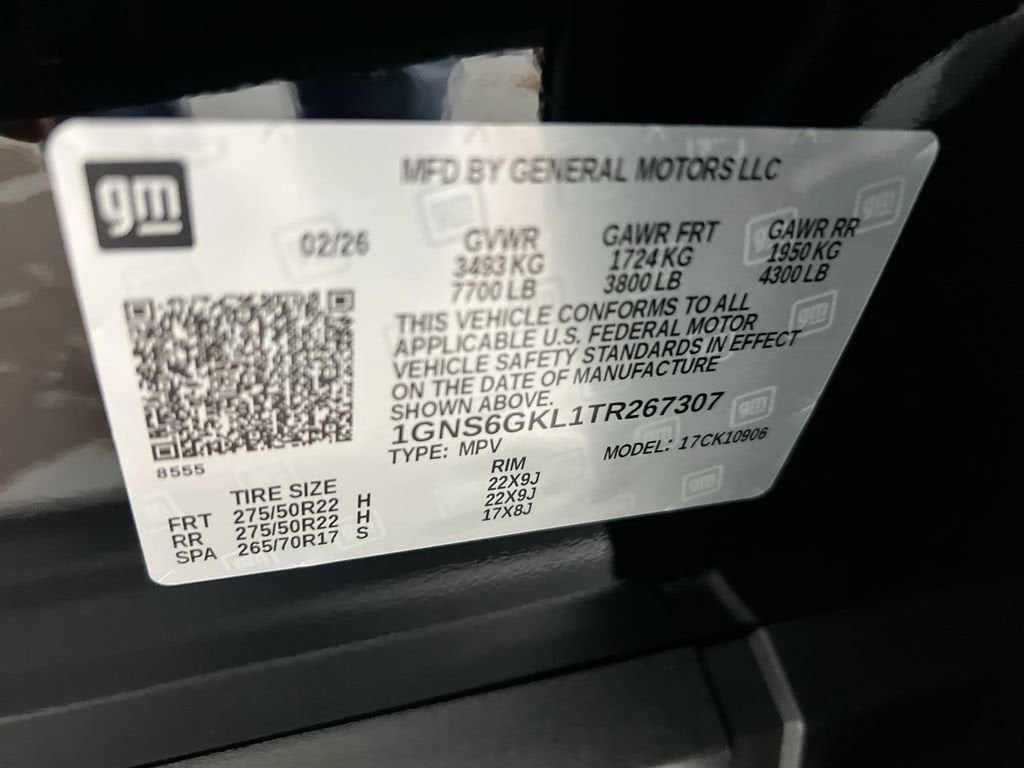 gm
MFD BY GENERAL MOTORS LLC
02/26
GVWR GAWR FRT GAWR RR
3493 KG 1724 KG 1950 KG
7700 LB 3800 LB 4300 LB
THIS VEHICLE CONFORMS TO ALL
APPLICABLE U.S. FEDERAL MOTOR
VEHICLE SAFETY STANDARDS IN EFFECT
ON THE DATE OF MANUFACTURE
SHOWN ABOVE.
1GNS6GKL1TR267307
TYPE: MPV MODEL: 17CK10906
8555
TIRE SIZE RIM
FRT 275/50R22 H 22X9J
RR 275/50R22 H 22X9J
SPA 265/70R17 S 17X8J